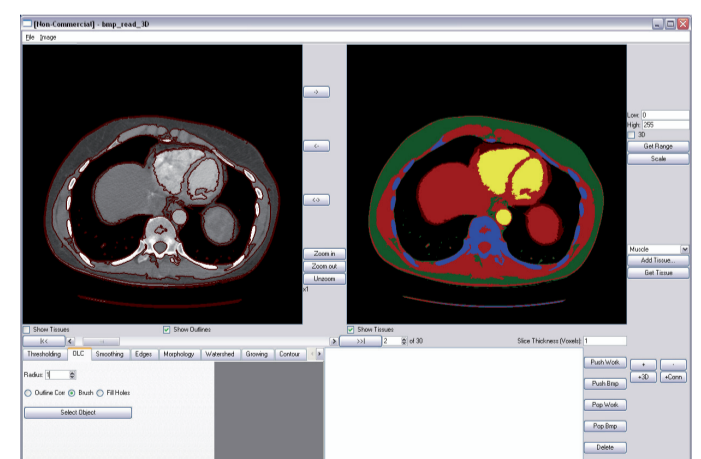 [Non-Commercial] - bmp_read_3D
File Image
->
<-
<->
Zoom in
Zoom out
Unzoom
x1
Low: 0
High: 255
3D
Get Range
Scale
Muscle
Add Tissue...
Get Tissue
Show Tissues
Show Outlines
Show Tissues
|<<
<
>
>>|
2
of 30
Slice Thickness (Voxels) 1
Thresholding OLC Smoothing Edges Morphology Watershed Growing Contour
Radius: 1
Outline Corr Brush Fill Holes
Select Object
Push Work
Push Bmp
Pop Work
Pop Bmp
Delete
+ -
+3D +Conn